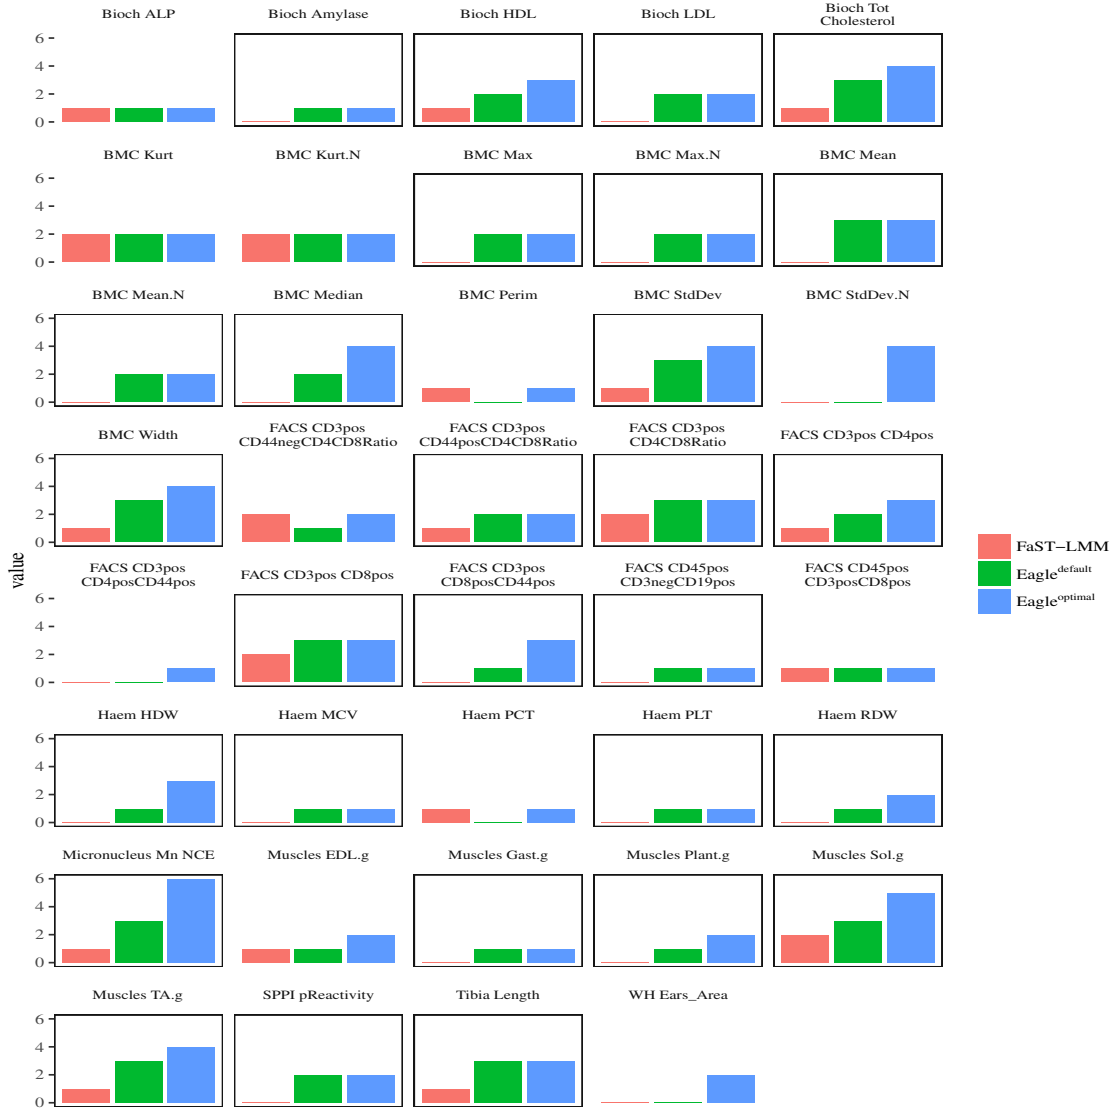 Bioch ALP
Bioch Amylase
Bioch HDL
Bioch LDL
Bioch Tot
Cholesterol
6
4
2
0
BMC Kurt
BMC Kurt.N
BMC Max
BMC Max.N
BMC Mean
6
4
2
0
BMC Mean.N
BMC Median
BMC Perim
BMC StdDev
BMC StdDev.N
6
4
2
0
BMC Width
FACS CD3pos
CD44negCD4CD8Ratio
FACS CD3pos
CD44posCD4CD8Ratio
FACS CD3pos
CD4CD8Ratio
FACS CD3pos CD4pos
6
4
2
0
value
FACS CD3pos
CD4posCD44pos
FACS CD3pos CD8pos
FACS CD3pos
CD8posCD44pos
FACS CD45pos
CD3negCD19pos
FACS CD45pos
CD3posCD8pos
6
4
2
0
Haem HDW
Haem MCV
Haem PCT
Haem PLT
Haem RDW
6
4
2
0
Micronucleus Mn NCE
Muscles EDL.g
Muscles Gast.g
Muscles Plant.g
Muscles Sol.g
6
4
2
0
Muscles TA.g
SPPI pReactivity
Tibia Length
WH Ears_Area
6
4
2
0
FaST−LMM
Eagle^default
Eagle^optimal